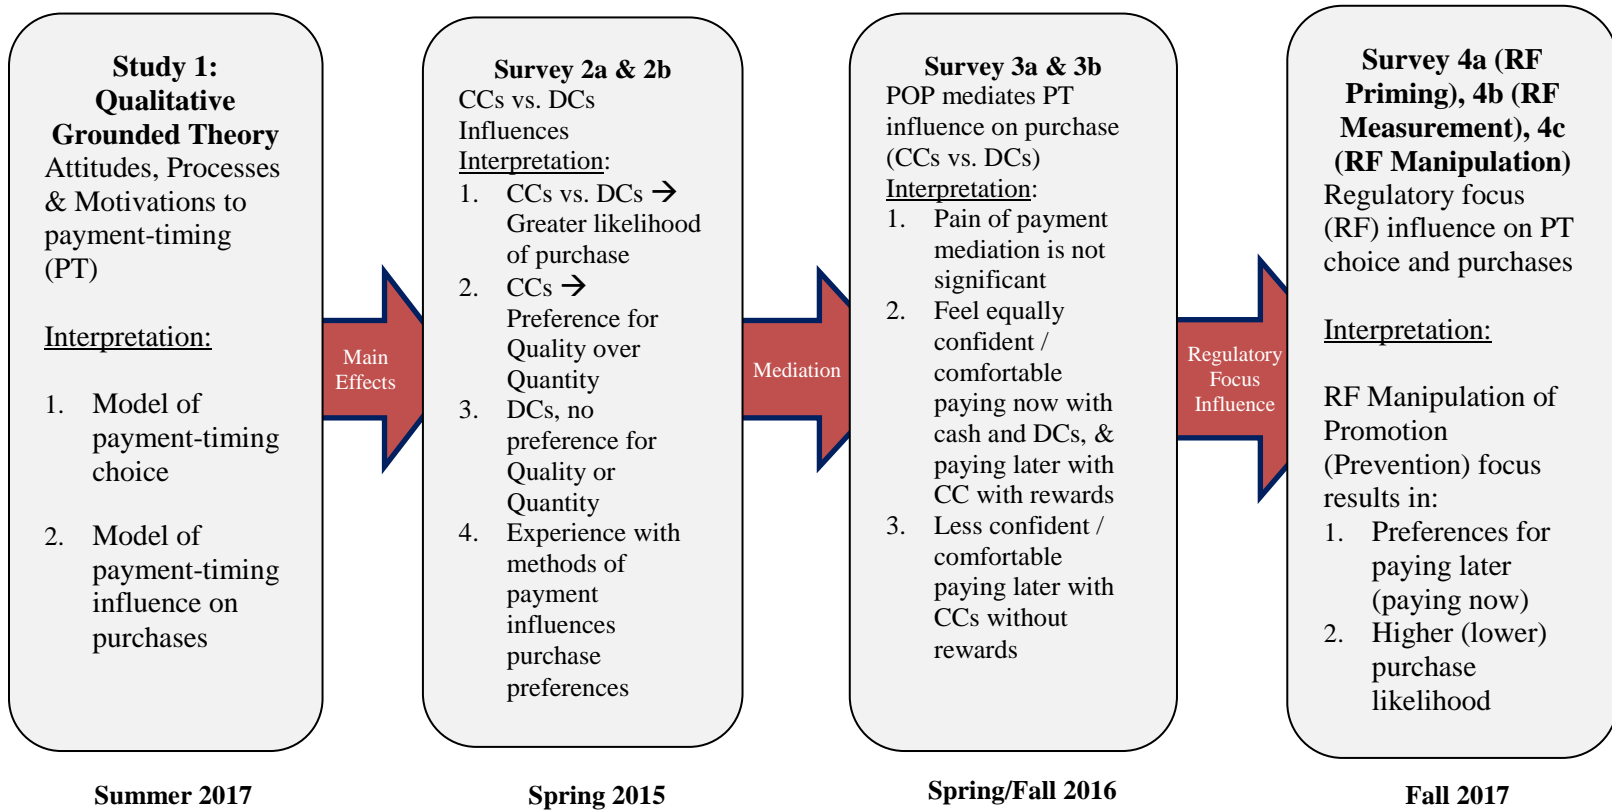 Study 1:
Qualitative
Grounded Theory
Attitudes, Processes
& Motivations to
payment-timing
(PT)
Interpretation:
1. Model of
payment-timing
choice
2. Model of
payment-timing
influence on
purchases
Summer 2017
Main
Effects
Survey 2a & 2b
CCs vs. DCs
Influences
Interpretation:
1. CCs vs. DCs →
Greater likelihood
of purchase
2. CCs →
Preference for
Quality over
Quantity
3. DCs, no
preference for
Quality or
Quantity
4. Experience with
methods of
payment
influences
purchase
preferences
Spring 2015
Mediation
Survey 3a & 3b
POP mediates PT
influence on purchase
(CCs vs. DCs)
Interpretation:
1. Pain of payment
mediation is not
significant
2. Feel equally
confident /
comfortable
paying now with
cash and DCs, &
paying later with
CC with rewards
3. Less confident /
comfortable
paying later with
CCs without
rewards
Spring/Fall 2016
Regulatory
Focus
Influence
Survey 4a (RF
Priming), 4b (RF
Measurement), 4c
(RF Manipulation)
Regulatory focus
(RF) influence on PT
choice and purchases
Interpretation:
RF Manipulation of
Promotion
(Prevention) focus
results in:
1. Preferences for
paying later
(paying now)
2. Higher (lower)
purchase
likelihood
Fall 2017